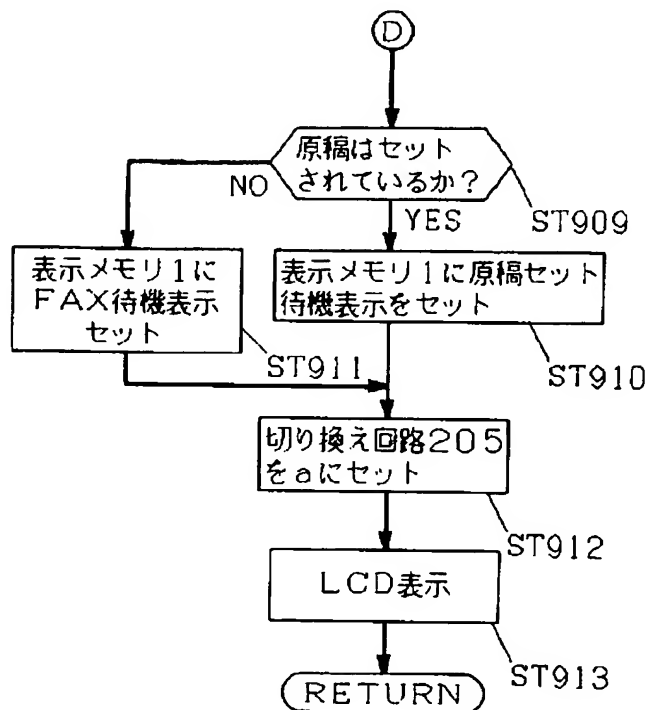 D
原稿はセット
されているか?
NO
YES
ST909
表示メモリ1に
FAX待機表示
セット
ST911
表示メモリ1に原稿セット
待機表示をセット
ST910
切り換え回路205
をaにセット
ST912
LCD表示
ST913
RETURN